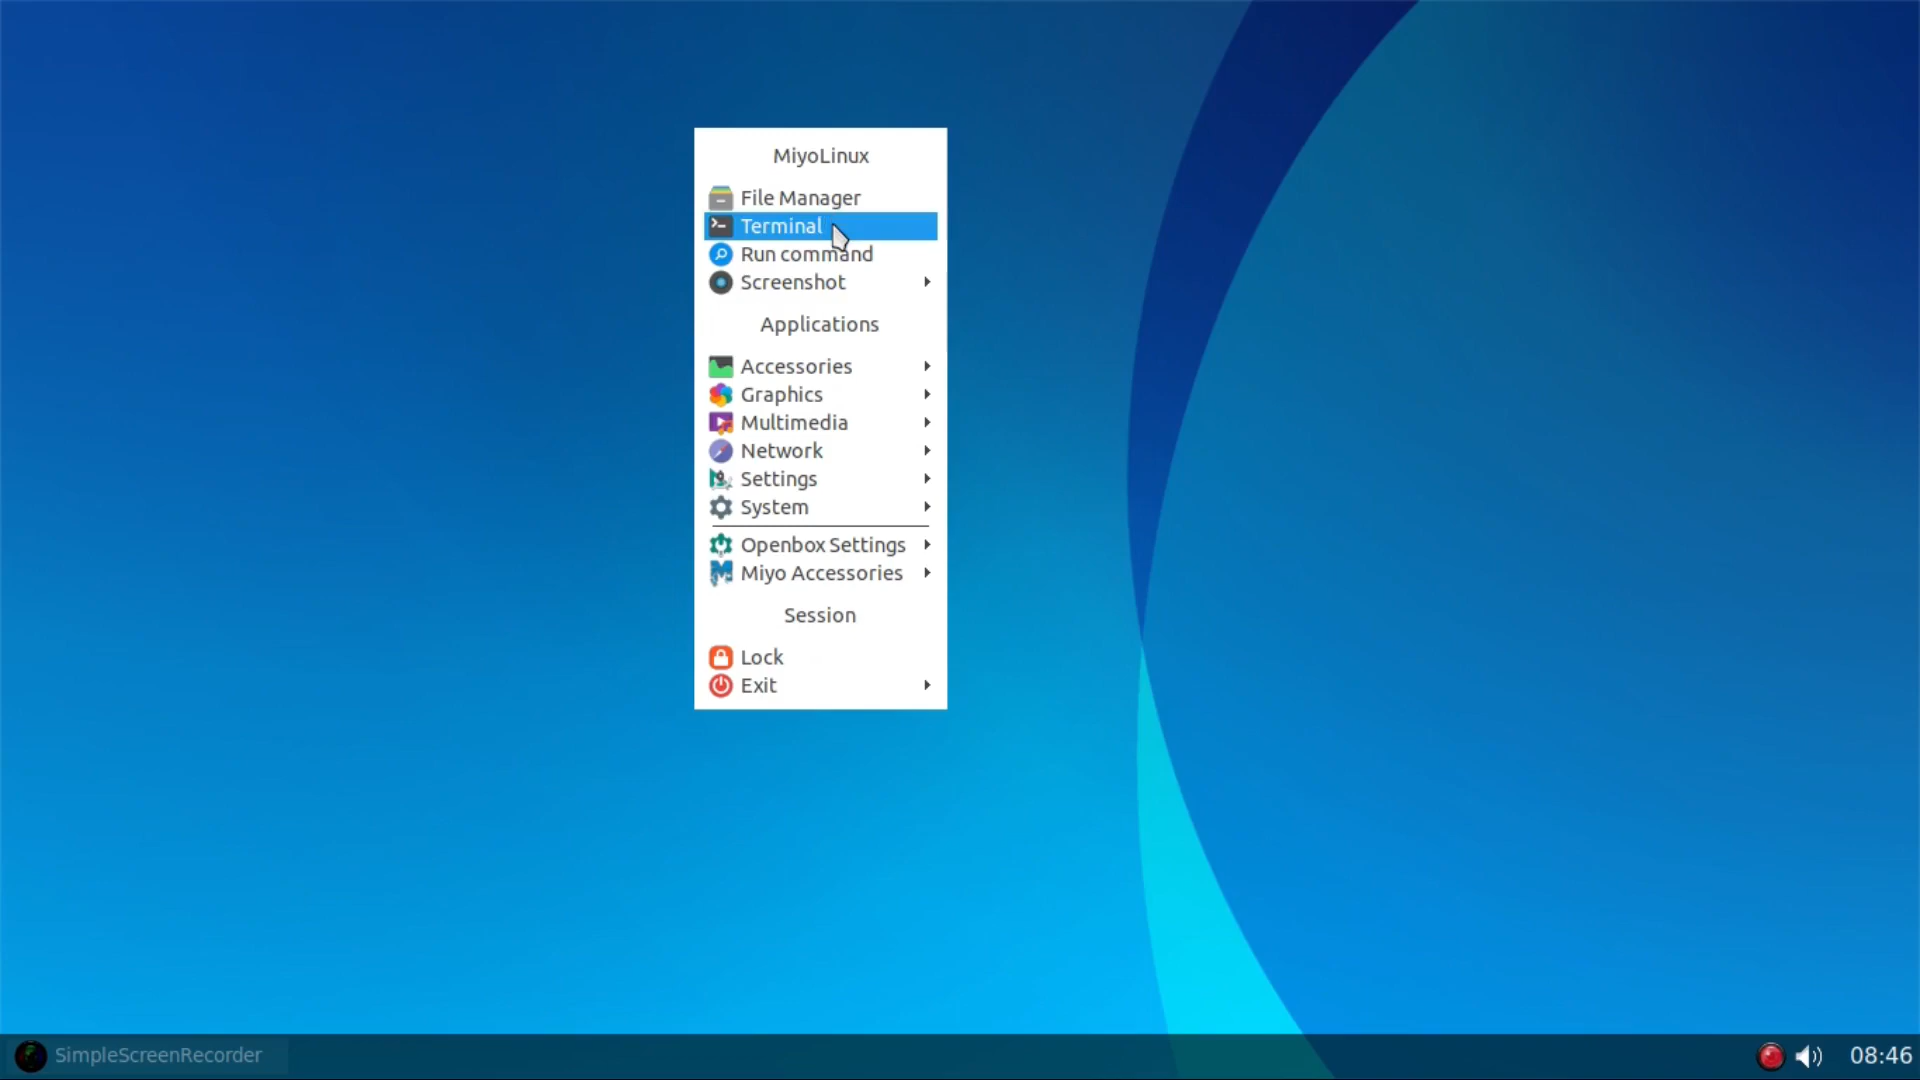 MiyoLinux
File Manager
Terminal
Run command
Screenshot
Applications
Accessories
Graphics
Multimedia
Network
Settings
System
Openbox Settings
Miyo Accessories
Session
Lock
Exit
SimpleScreenRecorder
08:46